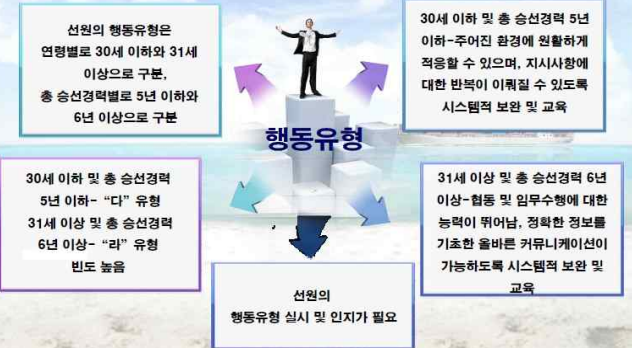 선원의 행동유형은
연령별로 30세 이하와 31세
이상으로 구분,
총 승선경력별로 5년 이하와
6년 이상으로 구분
30세 이하 및 총 승선경력 5년
이하-주어진 환경에 원활하게
적응할 수 있으며, 지시사항에
대한 반복이 이뤄질 수 있도록
시스템적 보완 및 교육
행동유형
30세 이하 및 총 승선경력
5년 이하- “다” 유형
31세 이상 및 총 승선경력
6년 이상- “라” 유형
빈도 높음
31세 이상 및 총 승선경력 6년
이상-협동 및 임무수행에 대한
능력이 뛰어남, 정확한 정보를
기초한 올바른 커뮤니케이션이
가능하도록 시스템적 보완 및
교육
선원의
행동유형 실시 및 인지가 필요